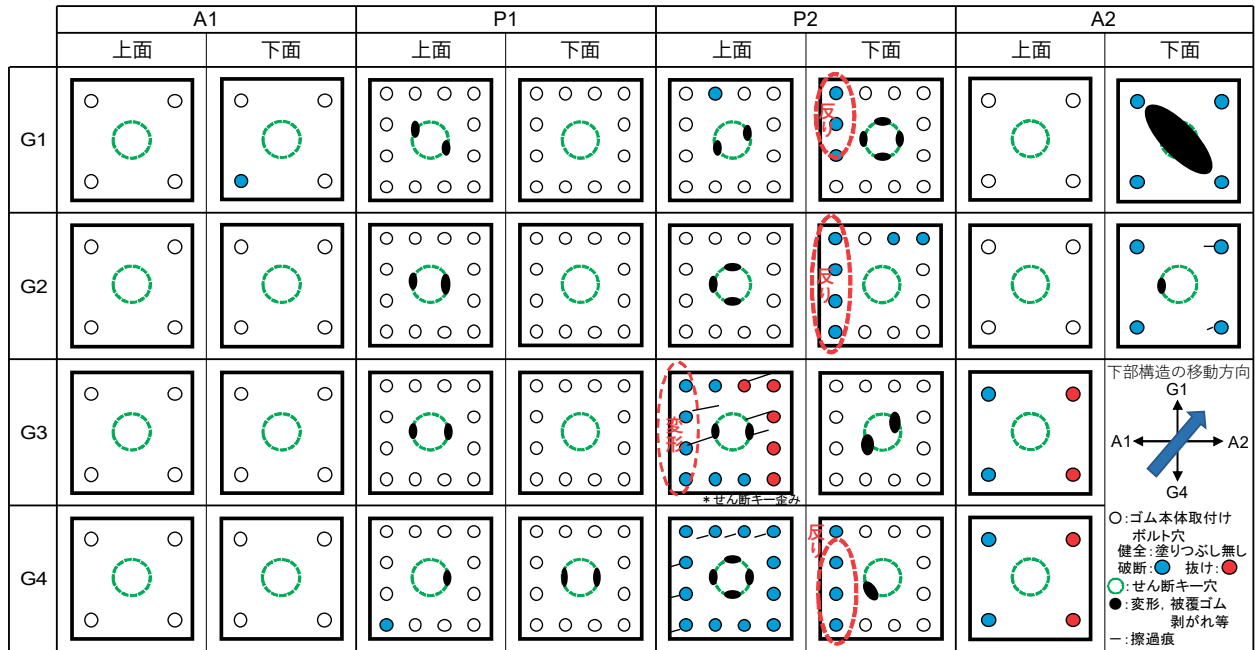 A1 P1 P2 A2
上面 下面 上面 下面 上面 下面 上面 下面
G1
反り
G2
反り
G3
変形
*せん断キー歪み
下部構造の移動方向
G1
A1 A2
G4
G4
反り
○:ゴム本体取付け
ボルト穴
健全:塗りつぶし無し
破断:● 抜け:●
○:せん断キー穴
●:変形, 被覆ゴム
剥がれ等
ー:擦過痕